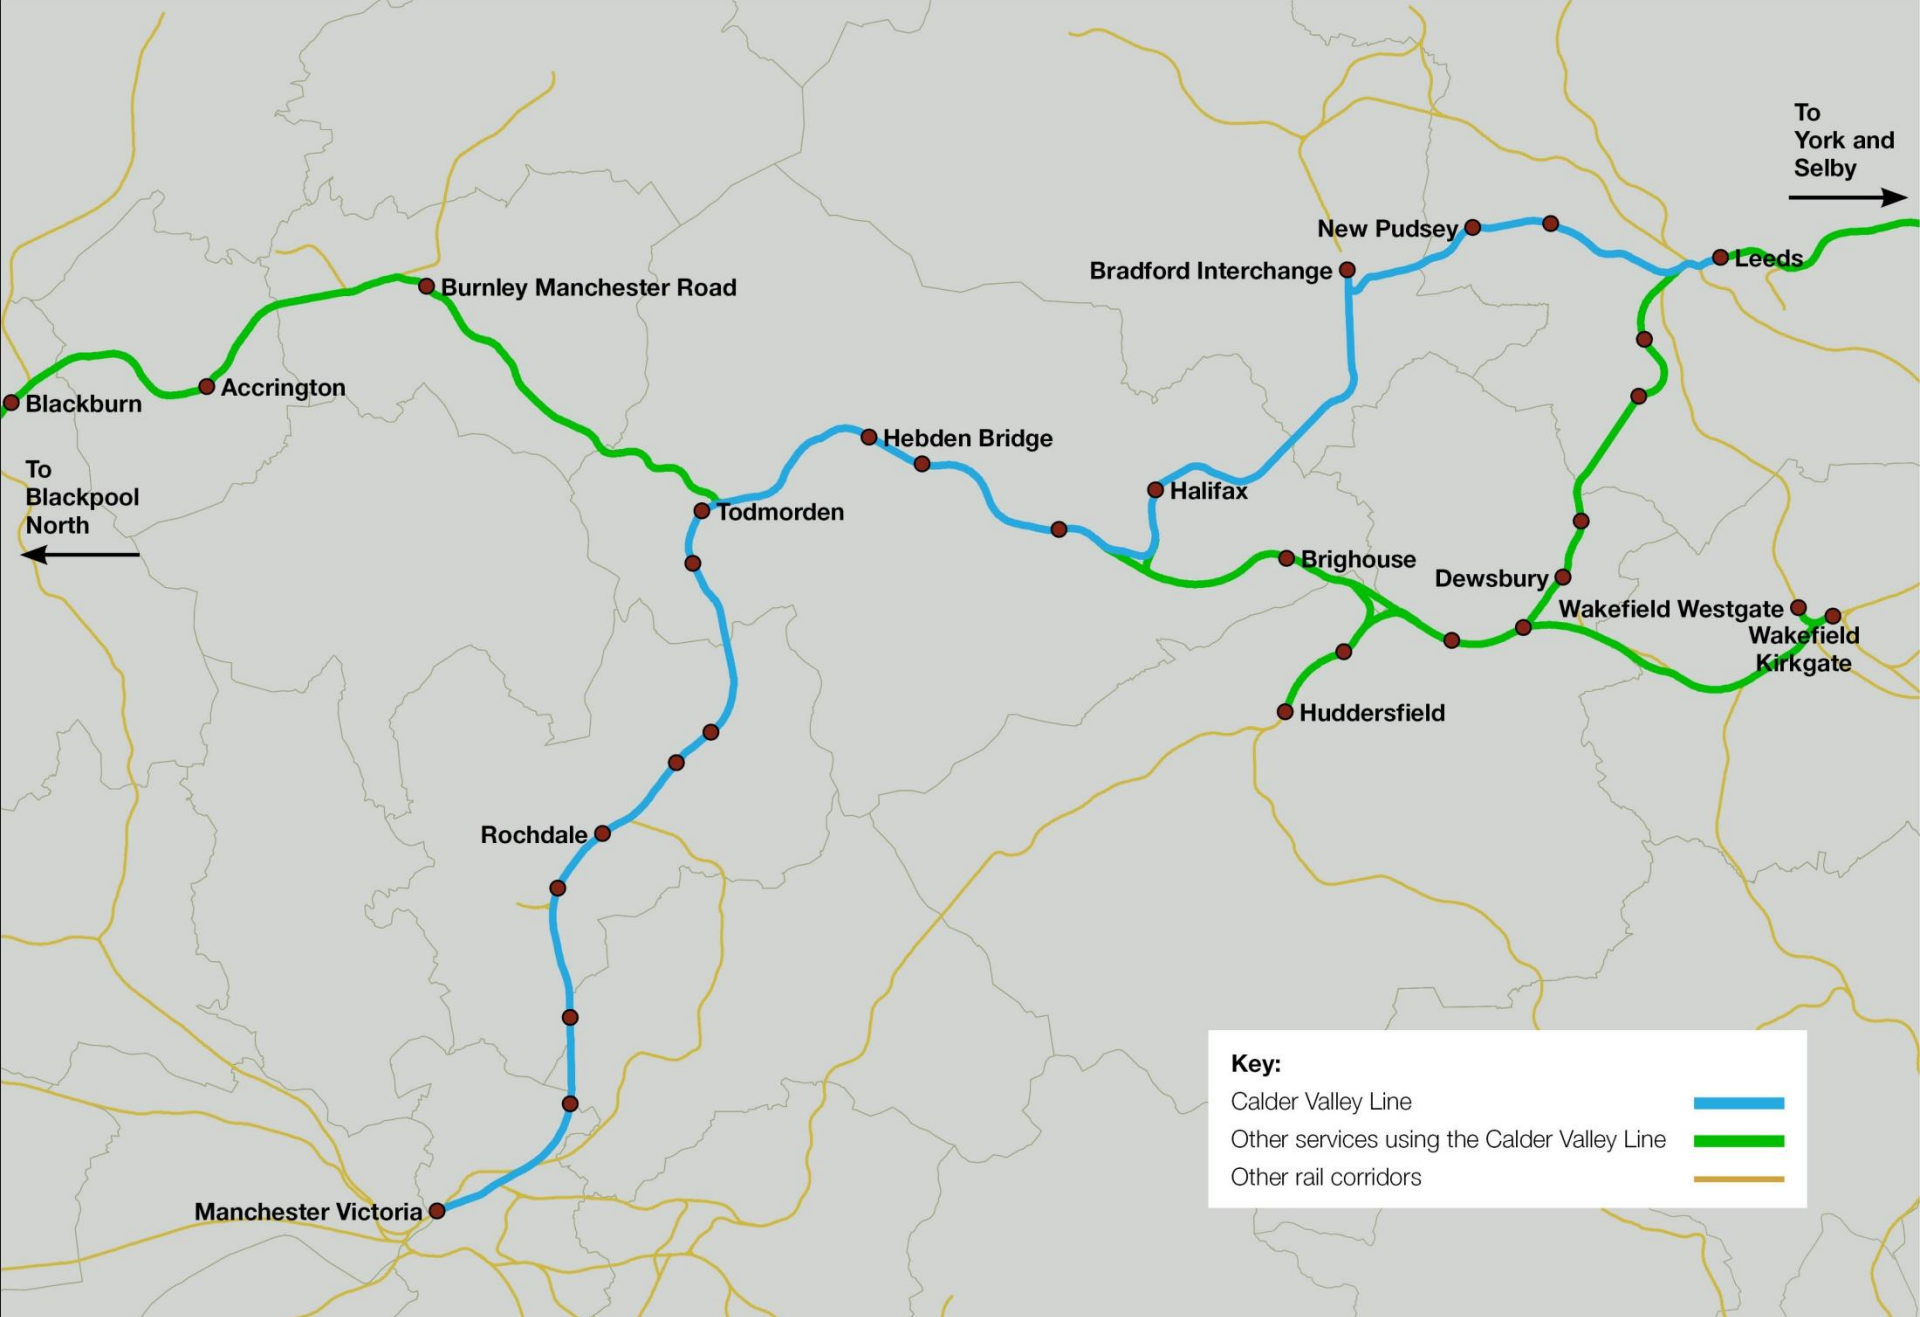 To
York and
Selby
New Pudsey
Leeds
Bradford Interchange
Burnley Manchester Road
Accrington
Blackburn
Hebden Bridge
To
Blackpool
North
Halifax
Todmorden
Brighouse
Dewsbury
Wakefield Westgate
Wakefield
Kirkgate
Huddersfield
Rochdale
Manchester Victoria
Key:
Calder Valley Line
Other services using the Calder Valley Line
Other rail corridors